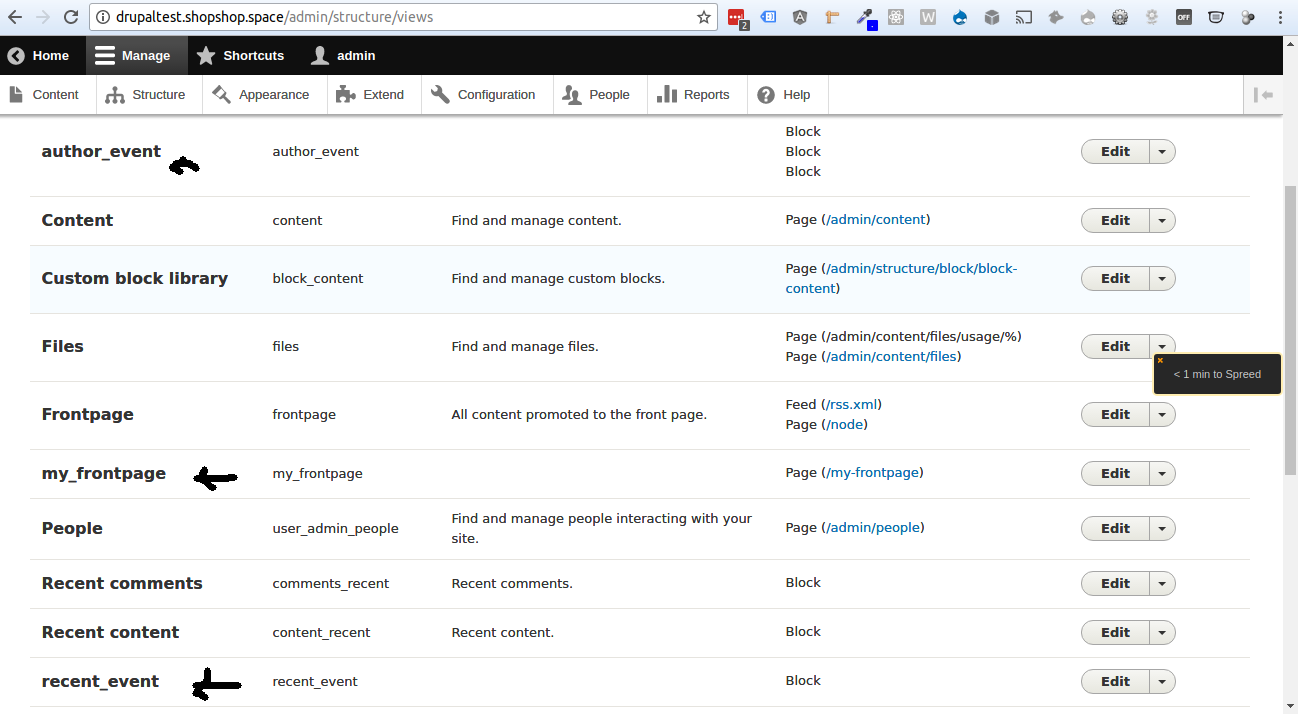 drupaltest.shopshop.space/admin/structure/views
2
W
OFF
Home Manage Shortcuts admin
Content Structure Appearance Extend Configuration People Reports Help
author_event author_event Block
Block
Block
Edit
Content content Find and manage content. Page (/admin/content) Edit
Custom block library block_content Find and manage custom blocks. Page (/admin/structure/block/block-
content)
Edit
Files files Find and manage files. Page (/admin/content/files/usage/%)
Page (/admin/content/files)
Edit
< 1 min to Spreed
Frontpage frontpage All content promoted to the front page. Feed (/rss.xml)
Page (/node)
Edit
my_frontpage my_frontpage Page (/my-frontpage) Edit
People user_admin_people Find and manage people interacting with your
site.
Page (/admin/people) Edit
Recent comments comments_recent Recent comments. Block Edit
Recent content content_recent Recent content. Block Edit
recent_event recent_event Block Edit